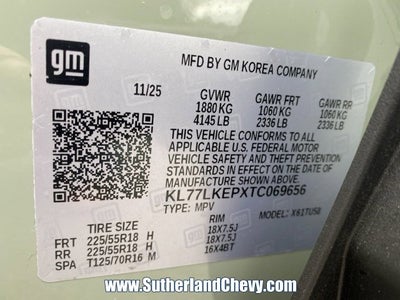 gm
MFD BY GM KOREA COMPANY
11/25 GVWR GAWR FRT GAWR RR
1880 KG 1060 KG 1060 KG
4145 LB 2336 LB 2336 LB
THIS VEHICLE CONFORMS TO ALL
APPLICABLE U.S. FEDERAL MOTOR
VEHICLE SAFETY, BUMPER, AND THEFT
PREVENTION STANDARDS IN EFFECT ON THE
DATE OF MANUFACTURE SHOWN ABOVE.
KL77LKEPXTC069656
TYPE: MPV MODEL: X61TUSB
TIRE SIZE RIM
FRT 225/55R18 H 18X7.5J
RR 225/55R18 H 18X7.5J
SPA T125/70R16 M 16X4BT
www.SutherlandChevy.com